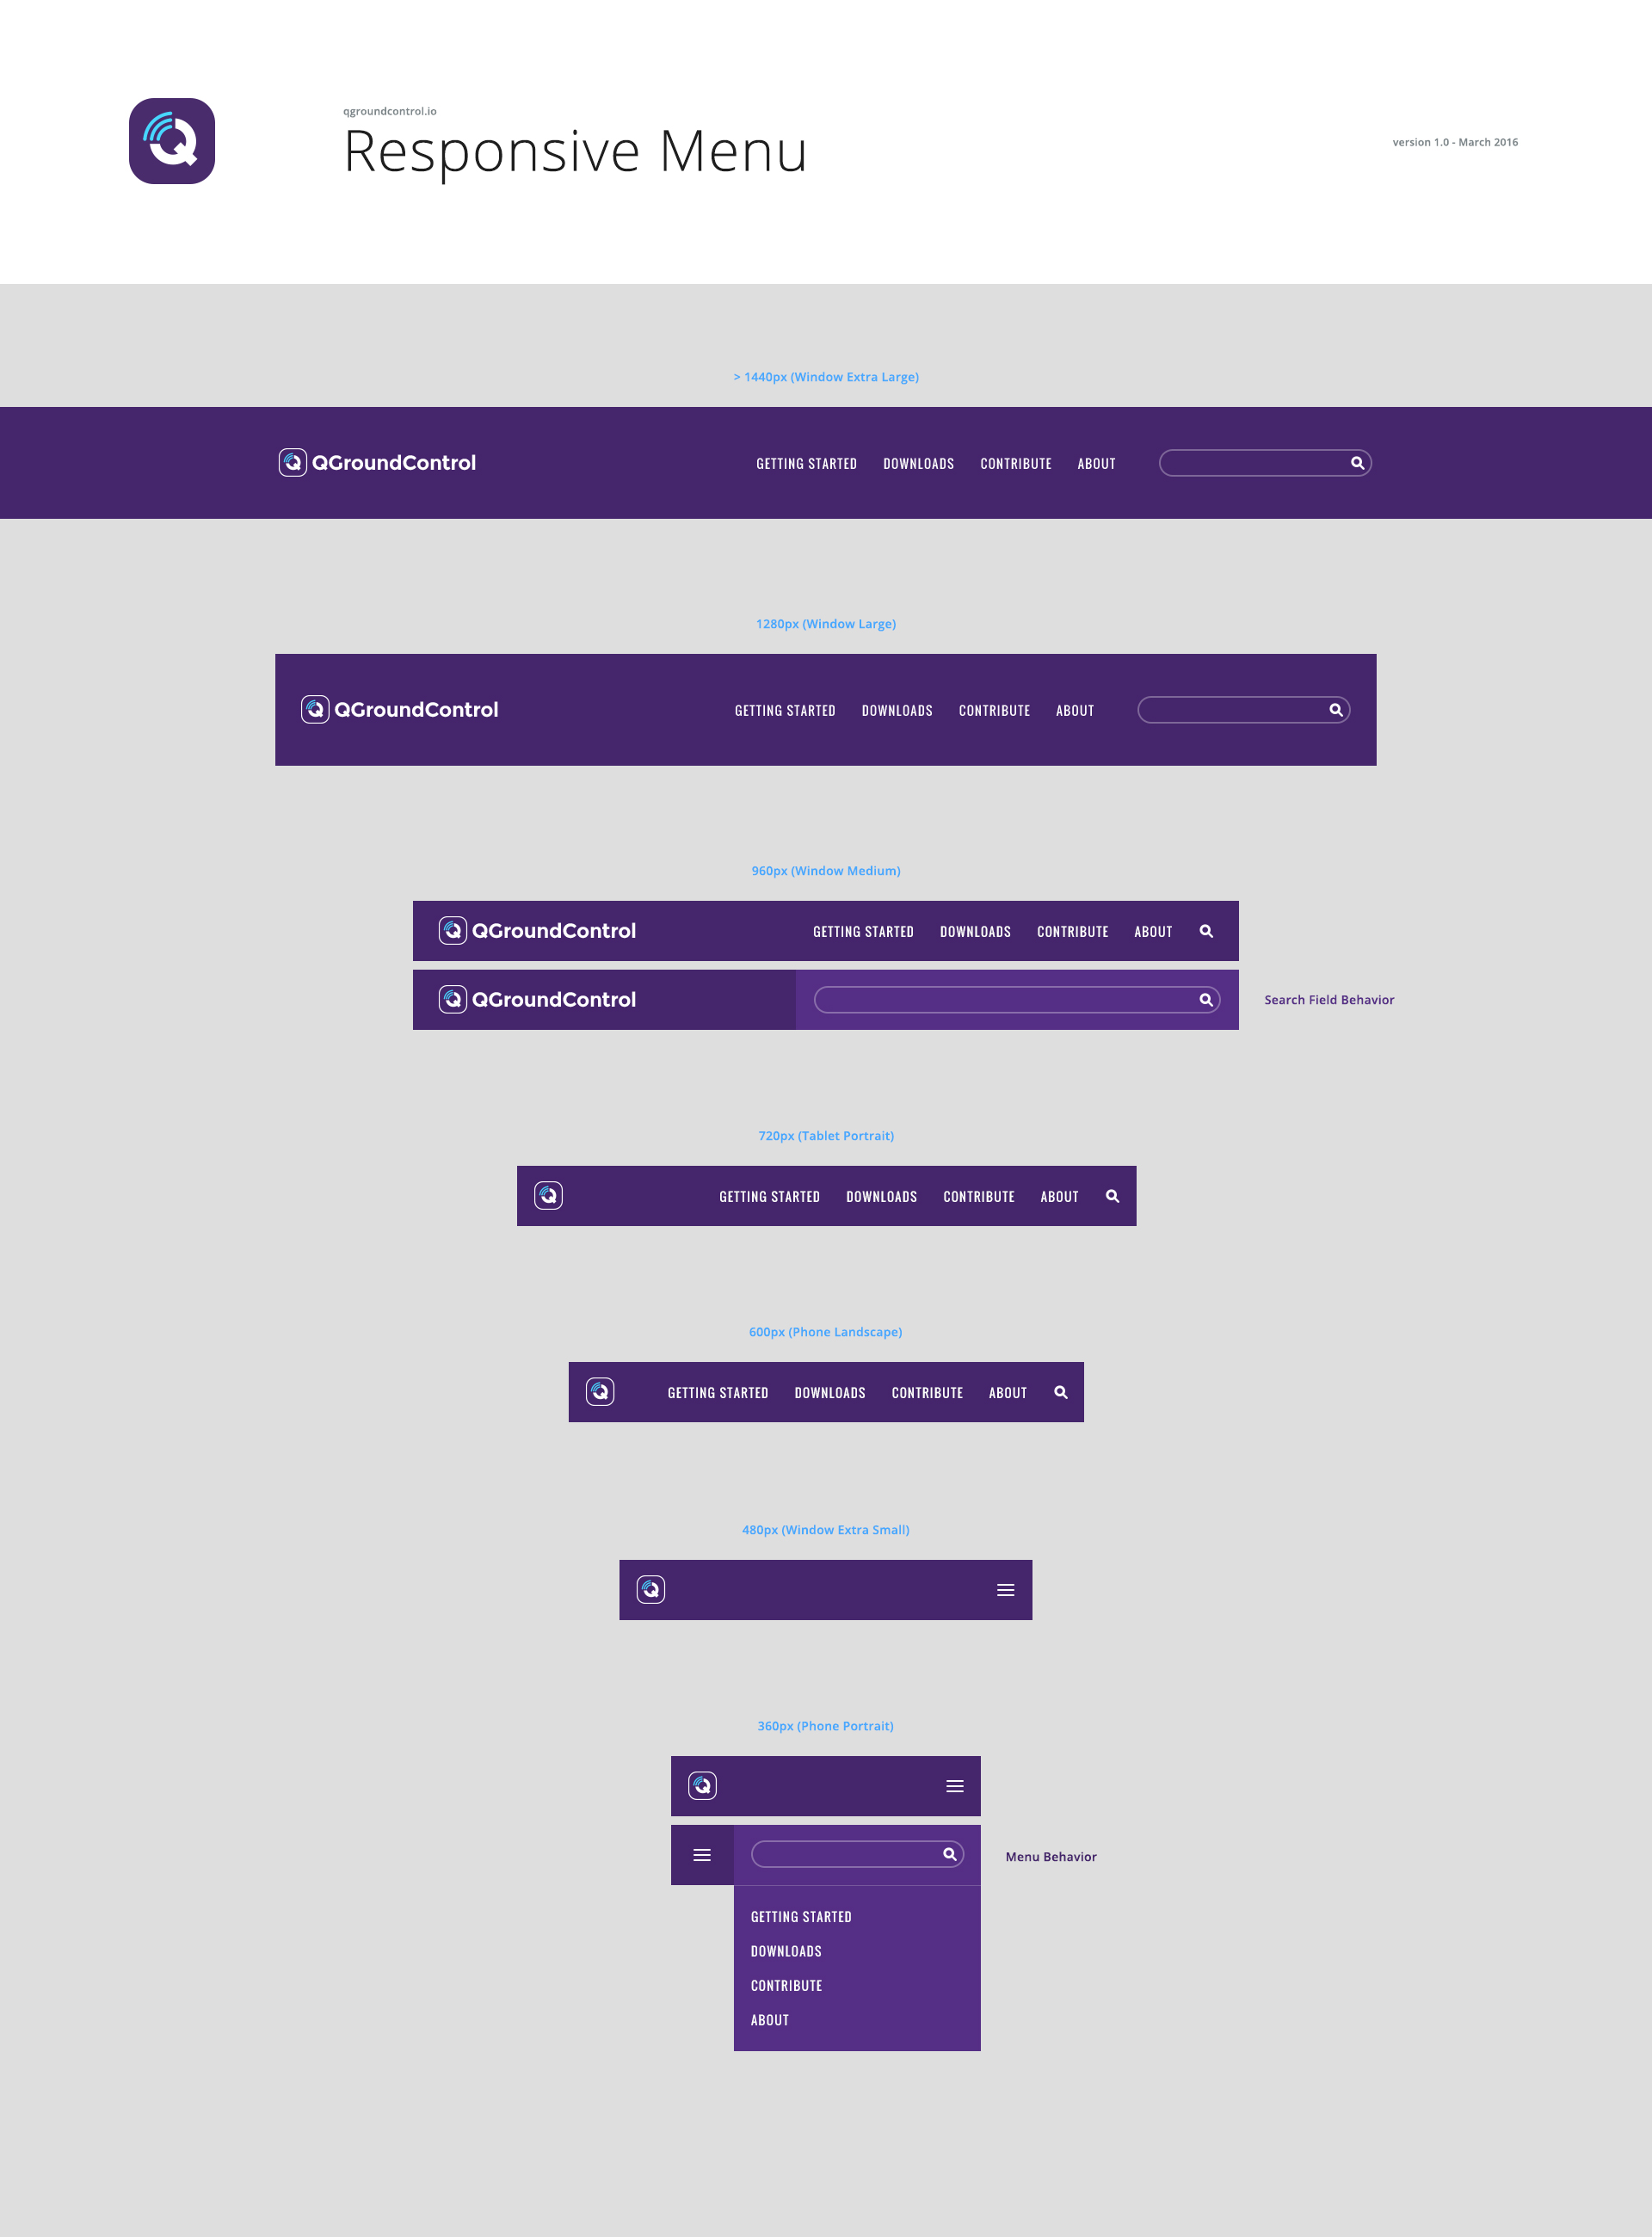 qgroundcontrol.io
Responsive Menu
version 1.0 - March 2016
> 1440px (Window Extra Large)
QGroundControl GETTING STARTED DOWNLOADS CONTRIBUTE ABOUT
1280px (Window Large)
QGroundControl GETTING STARTED DOWNLOADS CONTRIBUTE ABOUT
960px (Window Medium)
QGroundControl GETTING STARTED DOWNLOADS CONTRIBUTE ABOUT
QGroundControl
Search Field Behavior
720px (Tablet Portrait)
GETTING STARTED DOWNLOADS CONTRIBUTE ABOUT
600px (Phone Landscape)
GETTING STARTED DOWNLOADS CONTRIBUTE ABOUT
480px (Window Extra Small)
360px (Phone Portrait)
Menu Behavior
GETTING STARTED
DOWNLOADS
CONTRIBUTE
ABOUT